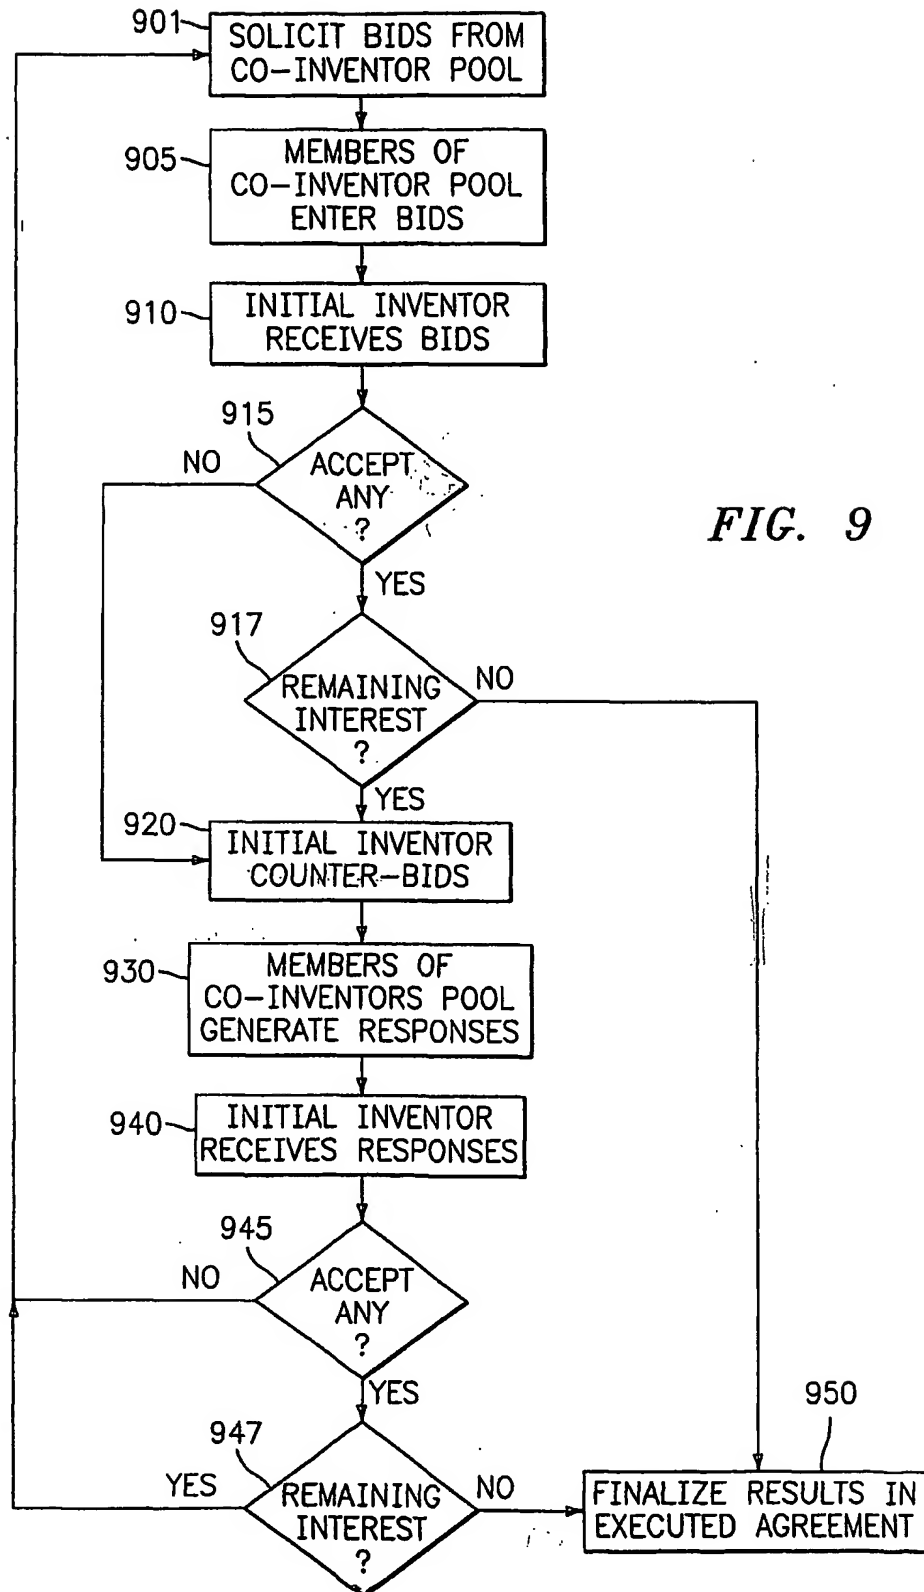 901
SOLICIT BIDS FROM
CO-INVENTOR POOL
905
MEMBERS OF
CO-INVENTOR POOL
ENTER BIDS
910
INITIAL INVENTOR
RECEIVES BIDS
915
NO
ACCEPT
ANY
?
FIG. 9
YES
917
REMAINING
INTEREST
?
NO
YES
920
INITIAL INVENTOR
COUNTER-BIDS
930
MEMBERS OF
CO-INVENTORS POOL
GENERATE RESPONSES
940
INITIAL INVENTOR
RECEIVES RESPONSES
945
NO
ACCEPT
ANY
?
YES
947
YES
REMAINING
INTEREST
?
NO
950
FINALIZE RESULTS IN
EXECUTED AGREEMENT